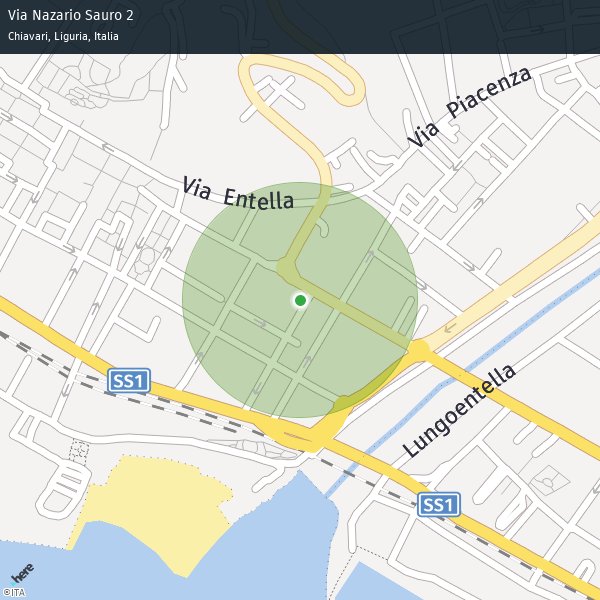 Via Nazario Sauro 2
Chiavari, Liguria, Italia
Via Piacenza
Via Entella
SS1
Lungoentella
SS1
here
©ITA